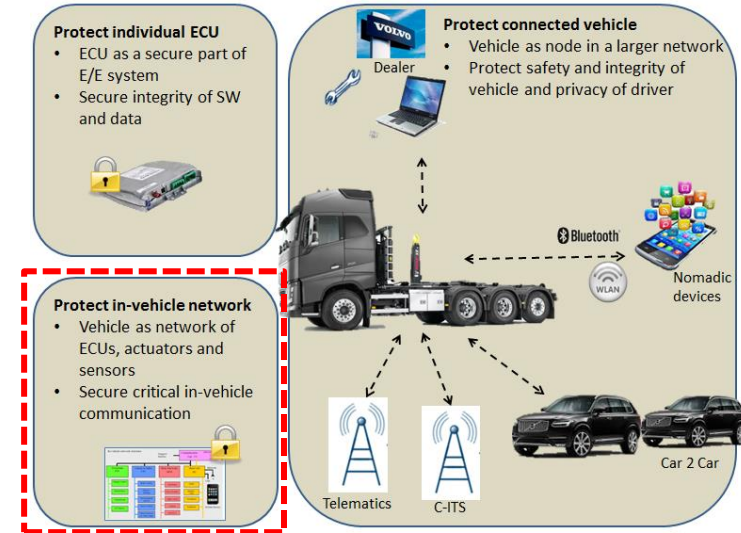 Protect individual ECU
• ECU as a secure part of
E/E system
• Secure integrity of SW
and data
Protect in-vehicle network
• Vehicle as network of
ECUs, actuators and
sensors
• Secure critical in-vehicle
communication
Protect connected vehicle
• Vehicle as node in a larger network
• Protect safety and integrity of
vehicle and privacy of driver
VOLVO
Dealer
Bluetooth
WLAN
Nomadic
devices
Telematics
C-ITS
Car 2 Car